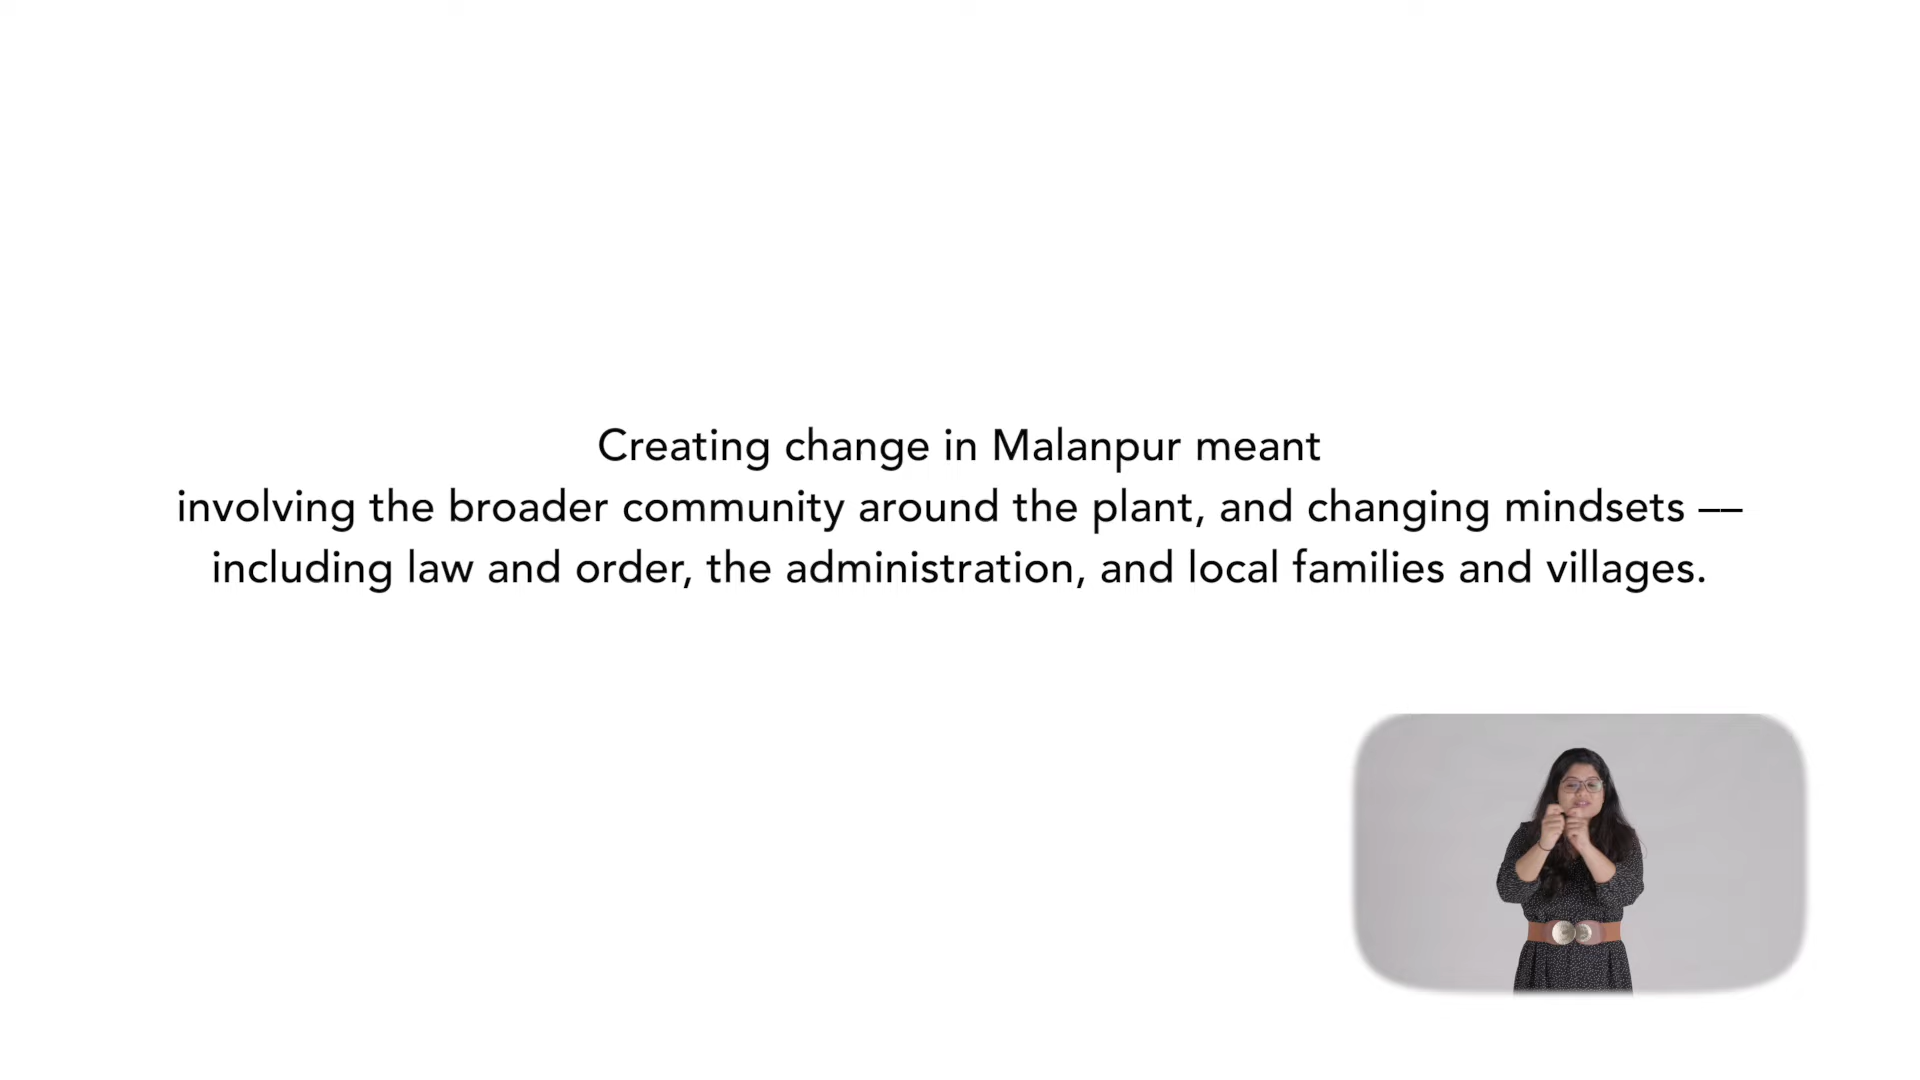 Creating change in Malanpur meant
involving the broader community around the plant, and changing mindsets —
including law and order, the administration, and local families and villages.